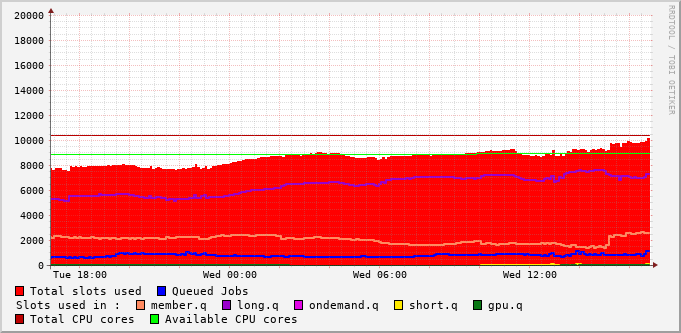 RRDTOOL / TOBI OETIKER
20000
18000
16000
14000
12000
10000
8000
6000
4000
2000
0
Tue 18:00 Wed 00:00 Wed 06:00 Wed 12:00
Total slots used Queued Jobs
Slots used in : member.q long.q ondemand.q short.q gpu.q
Total CPU cores Available CPU cores